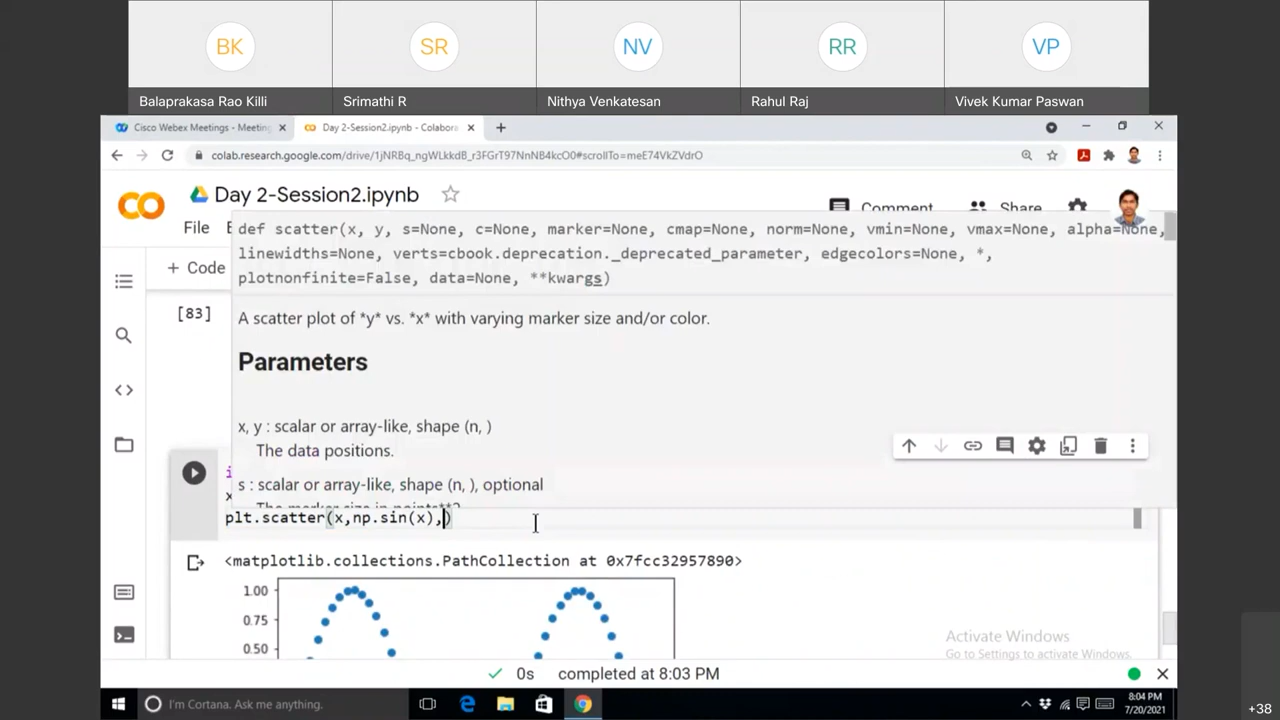 BK
SR
NV
RR
VP
Balaprakasa Rao Killi
Srimathi R
Nithya Venkatesan
Rahul Raj
Vivek Kumar Paswan
Cisco Webex Meetings - Meeting
Day 2-Session2.ipynb - Colabora
colab.research.google.com/drive/1jNRBq_ngWLkkdB_r3FGrT97NnNB4kcO0#scrollTo=meE74VkZVdrO
Day 2-Session2.ipynb
Comment
Share
File
+ Code
def scatter(x, y, s=None, c=None, marker=None, cmap=None, norm=None, vmin=None, vmax=None, alpha=None,
linewidths=None, verts=cbook.deprecation._deprecated_parameter, edgecolors=None, *,
plotnonfinite=False, data=None, **kwargs)
[83]
A scatter plot of *y* vs. *x* with varying marker size and/or color.
Parameters
x, y : scalar or array-like, shape (n, )
The data positions.
s : scalar or array-like, shape (n, ), optional
The marker size in points**2
i
x
plt.scatter(x,np.sin(x),)
<matplotlib.collections.PathCollection at 0x7fcc32957890>
1.00
0.75
0.50
Activate Windows
Go to Settings to activate Windows.
0s completed at 8:03 PM
I'm Cortana. Ask me anything.
8:04 PM
7/20/2021
+38